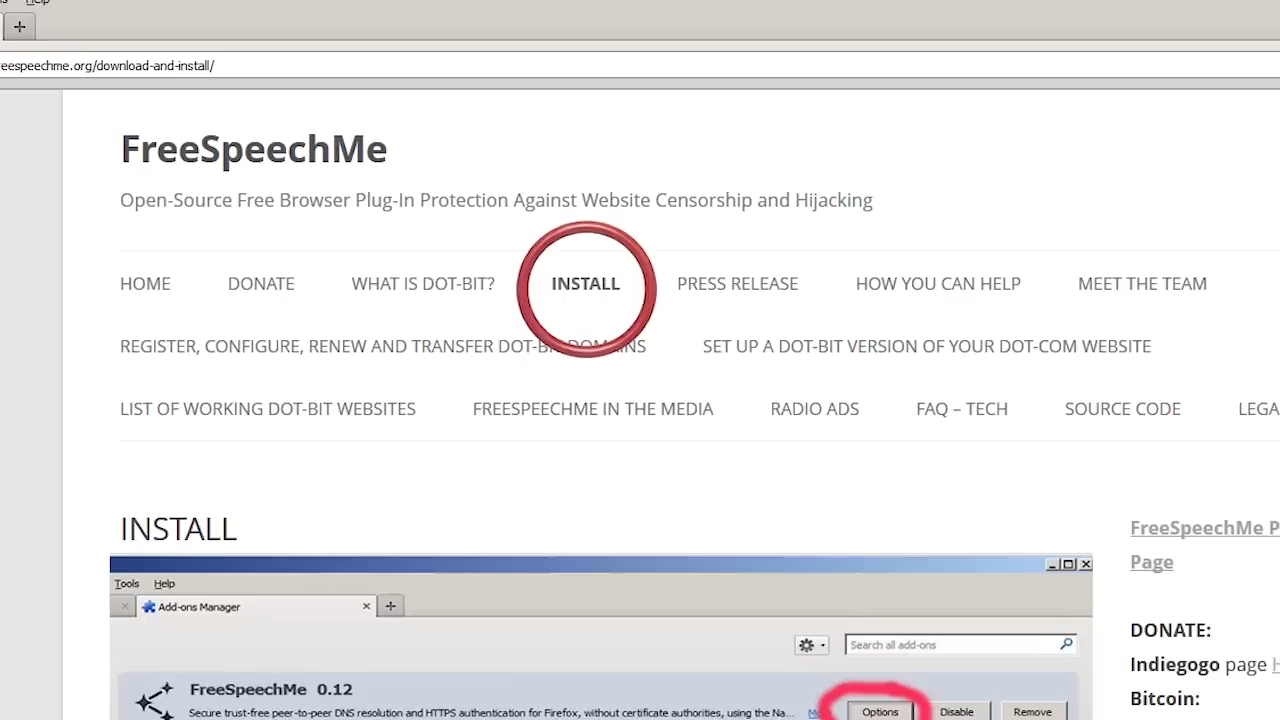 Help
eespeechme.org/download-and-install/
FreeSpeechMe
Open-Source Free Browser Plug-In Protection Against Website Censorship and Hijacking
HOME DONATE WHAT IS DOT-BIT? INSTALL PRESS RELEASE HOW YOU CAN HELP MEET THE TEAM
REGISTER, CONFIGURE, RENEW AND TRANSFER DOT-BIT DOMAINS SET UP A DOT-BIT VERSION OF YOUR DOT-COM WEBSITE
LIST OF WORKING DOT-BIT WEBSITES FREESPEECHME IN THE MEDIA RADIO ADS FAQ – TECH SOURCE CODE LEGA
INSTALL
FreeSpeechMe P
Page
Tools Help
Add-ons Manager
Search all add-ons
DONATE:
Indiegogo page H
Bitcoin:
FreeSpeechMe 0.12
Secure trust-free peer-to-peer DNS resolution and HTTPS authentication for Firefox, without certificate authorities, using the Na...
Options Disable Remove